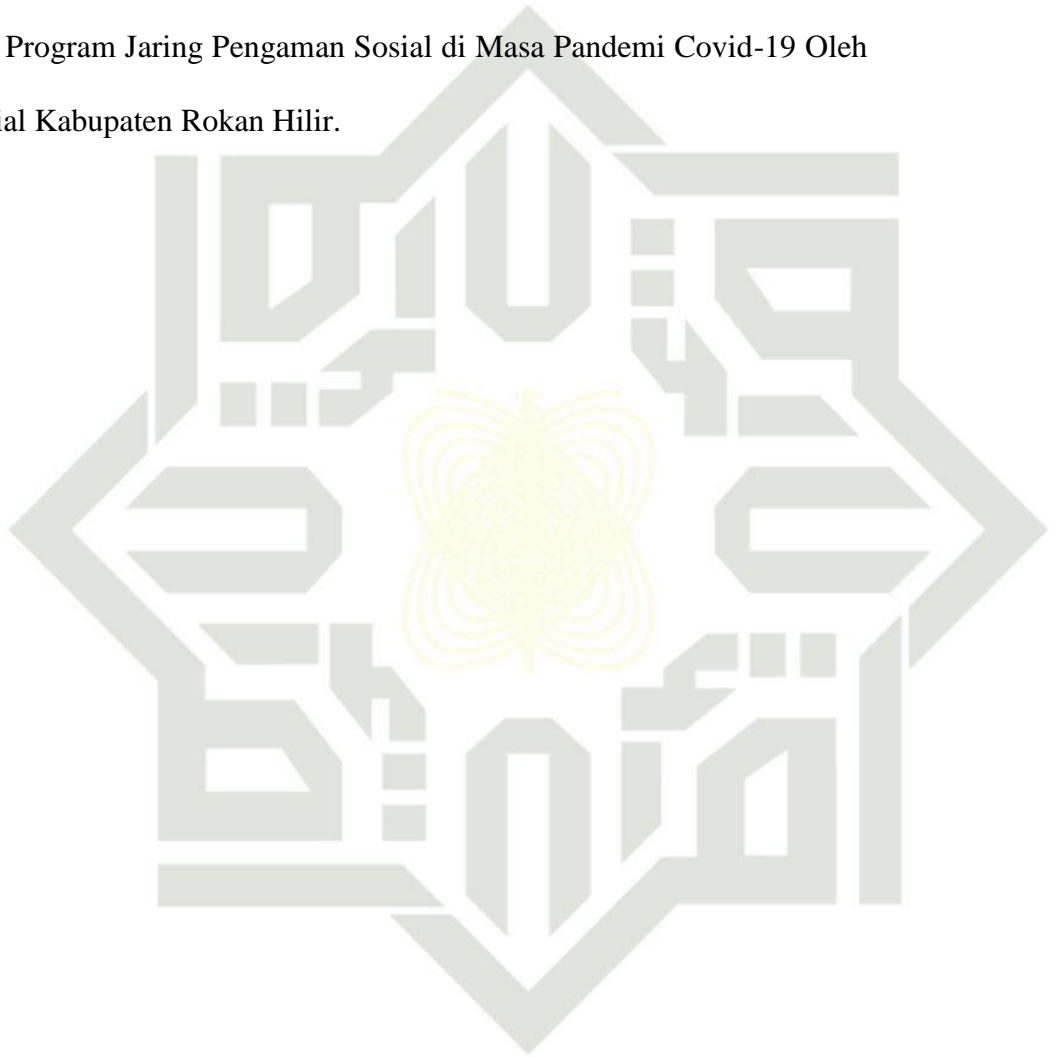 Program Jaring Pengaman Sosial di Masa Pandemi Covid-19 Oleh
ial Kabupaten Rokan Hilir.